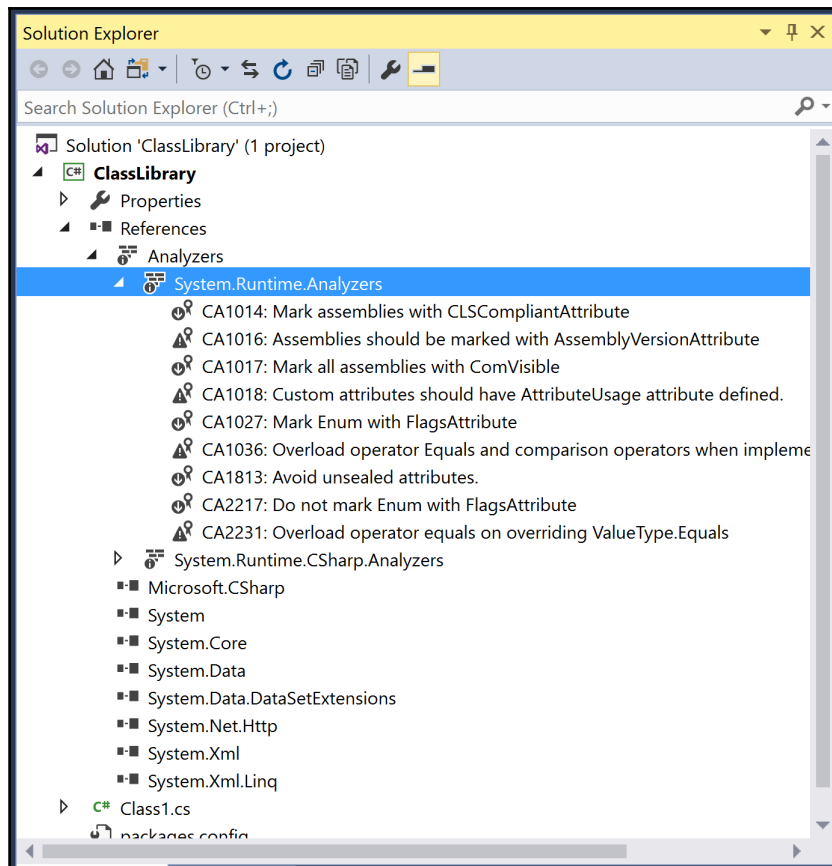 Solution Explorer
Search Solution Explorer (Ctrl+;)
Solution 'ClassLibrary' (1 project)
C# ClassLibrary
Properties
References
Analyzers
System.Runtime.Analyzers
CA1014: Mark assemblies with CLSCompliantAttribute
CA1016: Assemblies should be marked with AssemblyVersionAttribute
CA1017: Mark all assemblies with ComVisible
CA1018: Custom attributes should have AttributeUsage attribute defined.
CA1027: Mark Enum with FlagsAttribute
CA1036: Overload operator Equals and comparison operators when impleme
CA1813: Avoid unsealed attributes.
CA2217: Do not mark Enum with FlagsAttribute
CA2231: Overload operator equals on overriding ValueType.Equals
System.Runtime.CSharp.Analyzers
Microsoft.CSharp
System
System.Core
System.Data
System.Data.DataSetExtensions
System.Net.Http
System.Xml
System.Xml.Linq
C# Class1.cs
packages.config